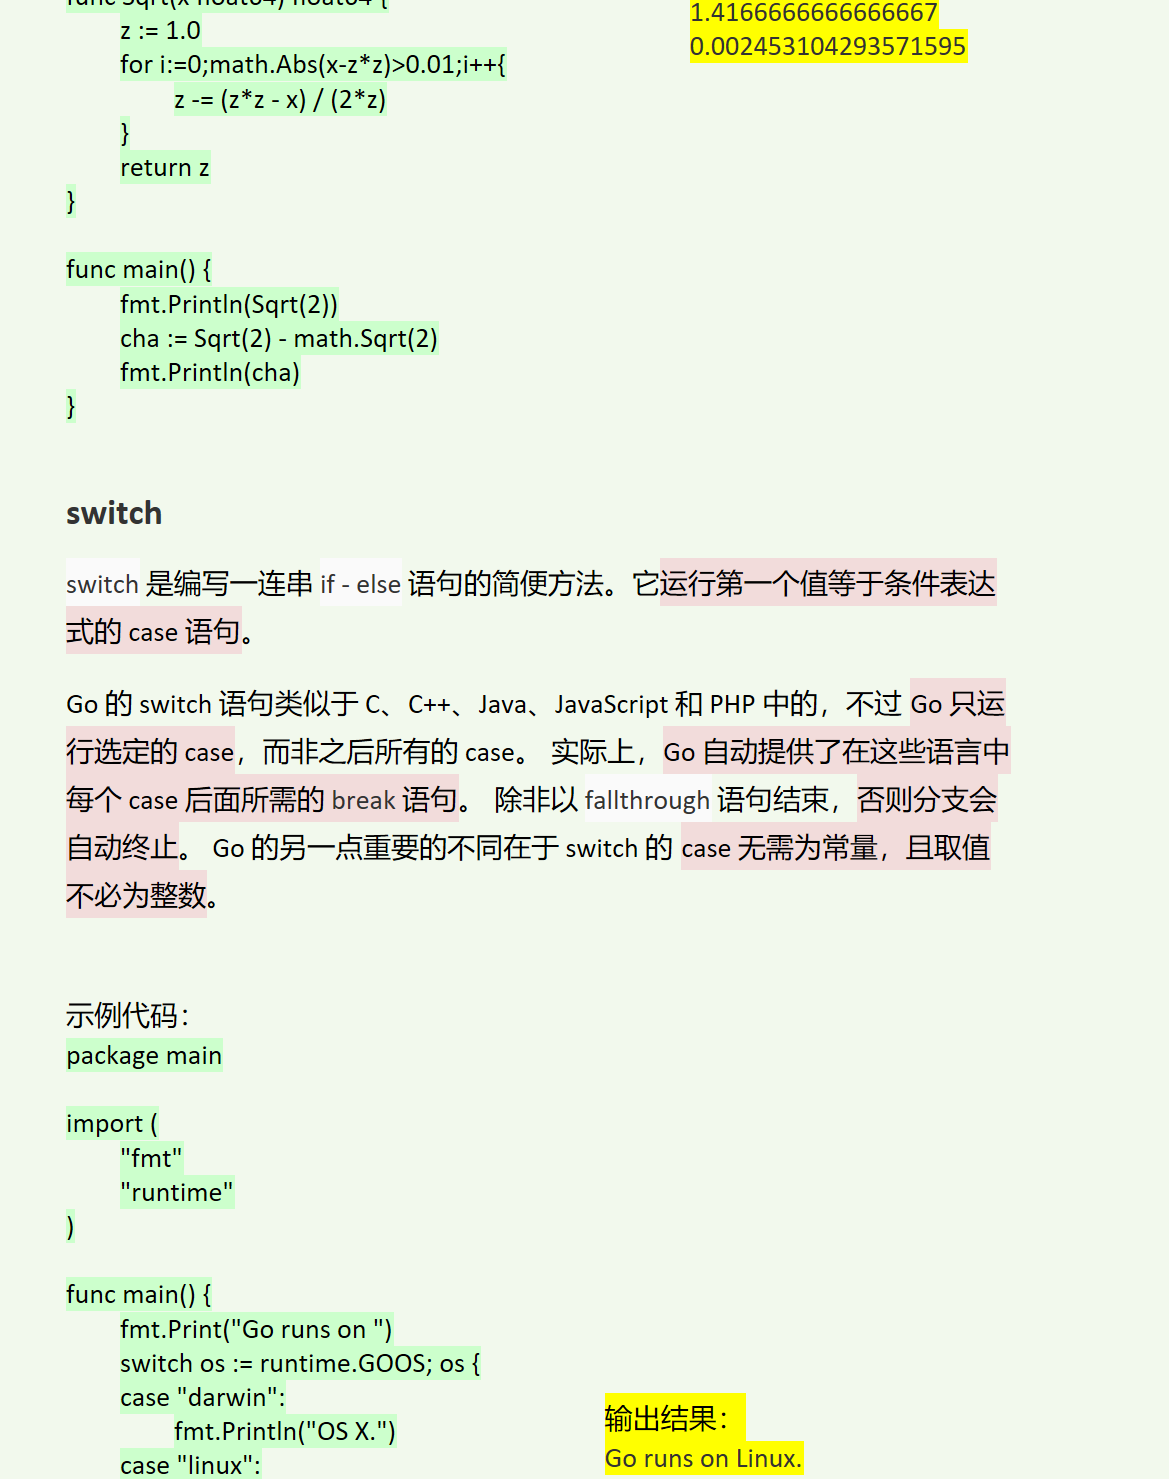 func Sqrt(x float64) float64 {
z := 1.0
for i:=0;math.Abs(x-z*z)>0.01;i++{
z -= (z*z - x) / (2*z)
}
return z
}
1.4166666666666667
0.002453104293571595
func main() {
fmt.Println(Sqrt(2))
cha := Sqrt(2) - math.Sqrt(2)
fmt.Println(cha)
}
switch
switch 是编写一连串 if - else 语句的简便方法。它运行第一个值等于条件表达
式的 case 语句。
Go 的 switch 语句类似于 C、C++、Java、JavaScript 和 PHP 中的，不过 Go 只运
行选定的 case，而非之后所有的 case。 实际上，Go 自动提供了在这些语言中
每个 case 后面所需的 break 语句。 除非以 fallthrough 语句结束，否则分支会
自动终止。 Go 的另一点重要的不同在于 switch 的 case 无需为常量，且取值
不必为整数。
示例代码：
package main
import (
"fmt"
"runtime"
)
func main() {
fmt.Print("Go runs on ")
switch os := runtime.GOOS; os {
case "darwin":
fmt.Println("OS X.")
case "linux":
输出结果：
Go runs on Linux.